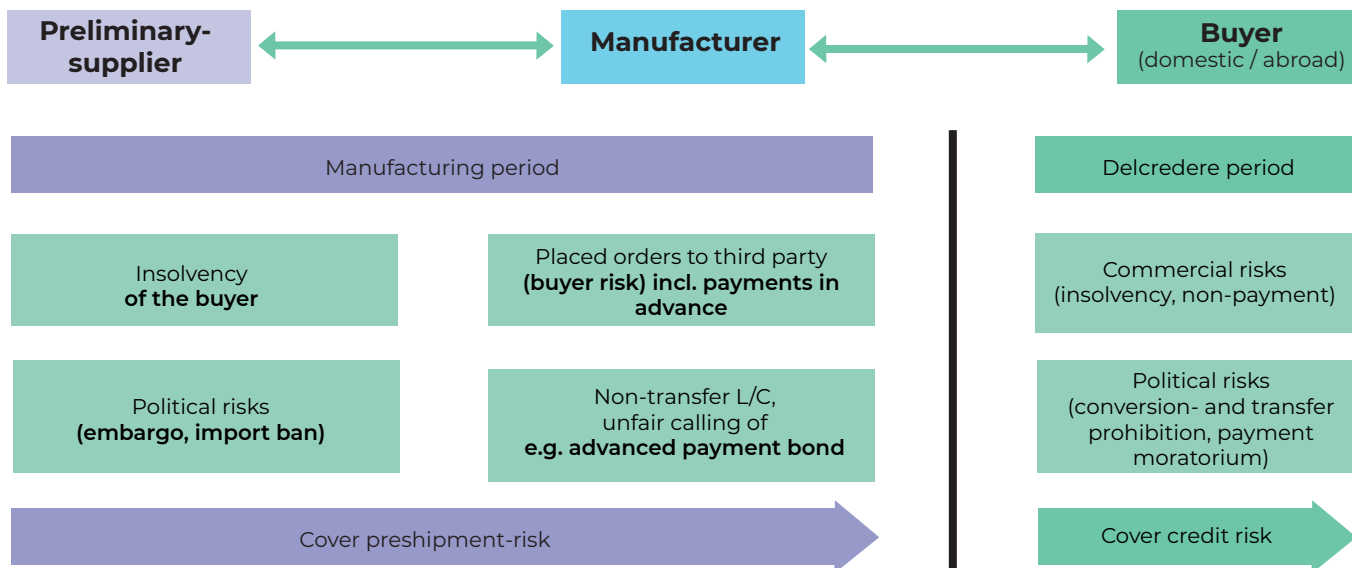 Preliminary-
supplier
Manufacturer
Buyer
(domestic / abroad)
Manufacturing period
Delcredere period
Insolvency
of the buyer
Placed orders to third party
(buyer risk) incl. payments in
advance
Commercial risks
(insolvency, non-payment)
Political risks
(embargo, import ban)
Non-transfer L/C,
unfair calling of
e.g. advanced payment bond
Political risks
(conversion- and transfer
prohibition, payment
moratorium)
Cover preshipment-risk
Cover credit risk